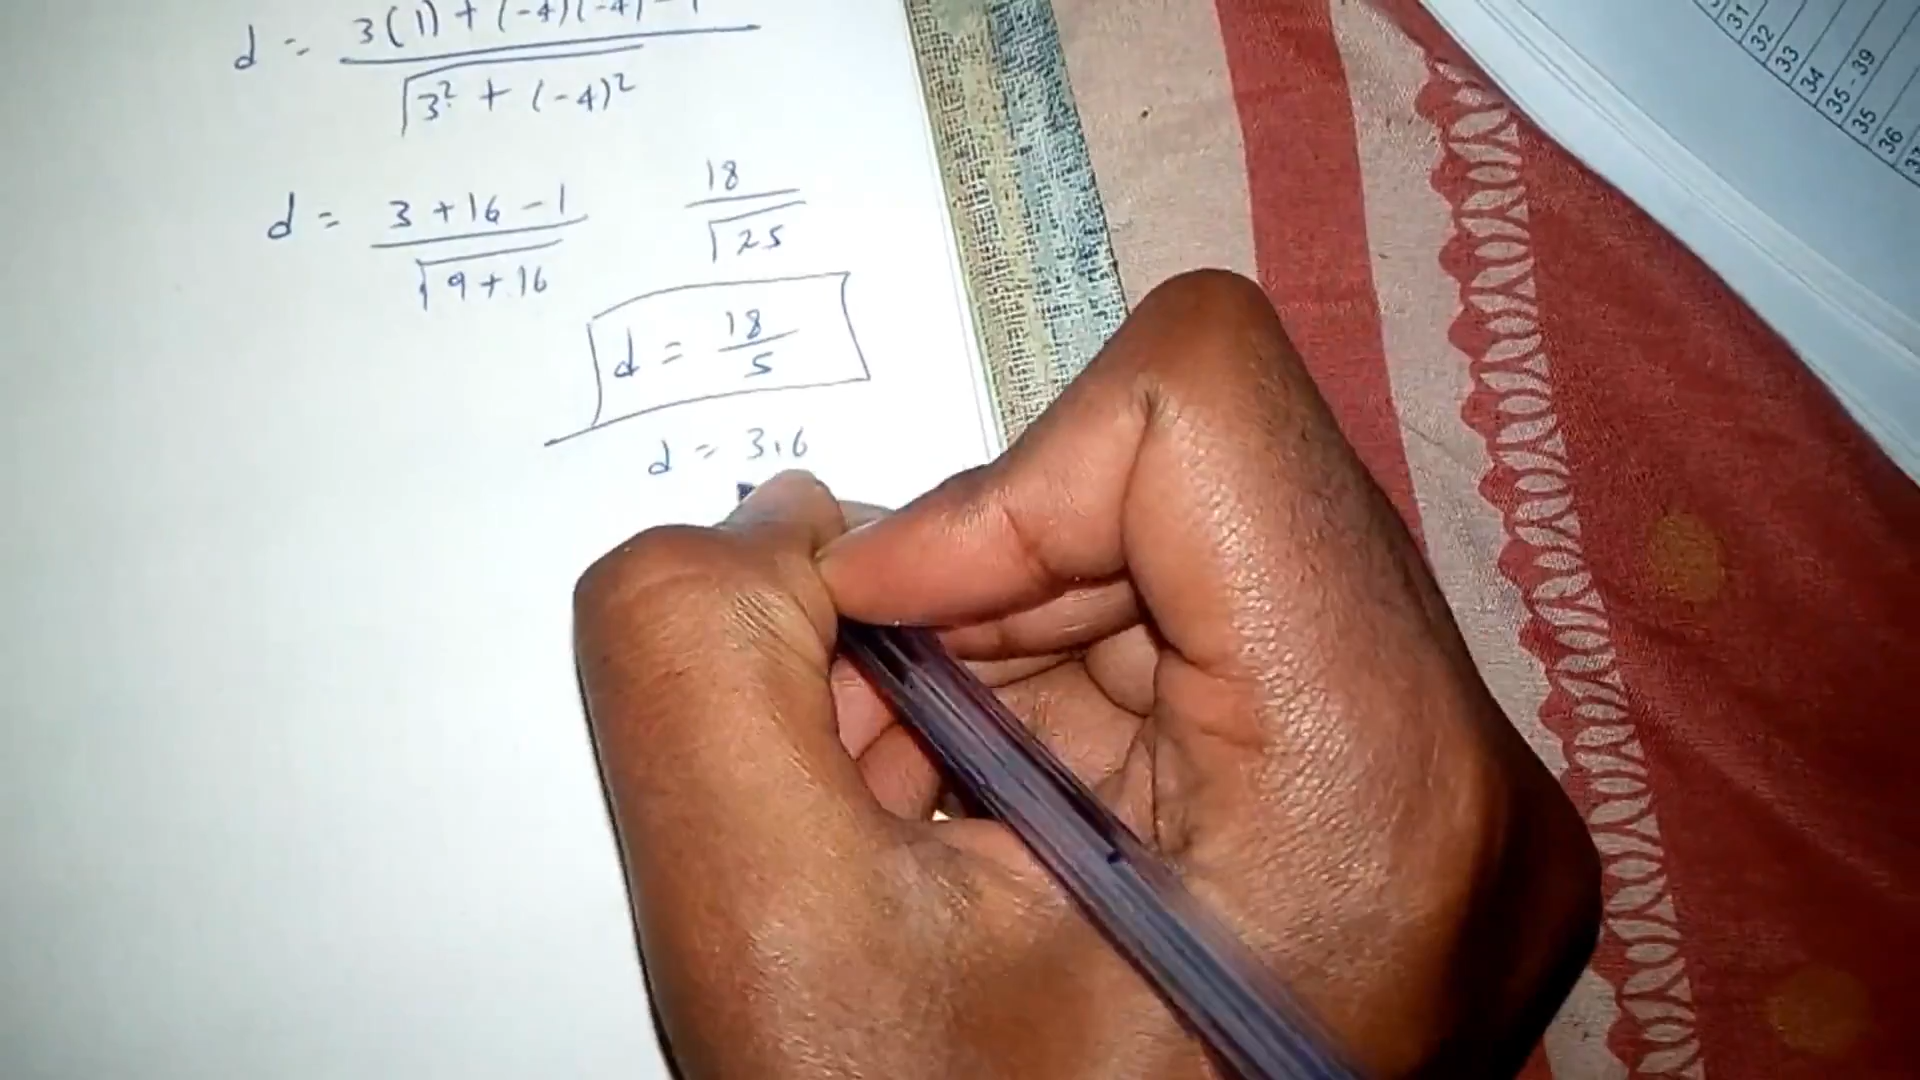 d = 3(1) + (-4)(-4) - 1
√3² + (-4)²
d = 3 + 16 - 1
√9 + 16
18
√25
d = 18
5
d = 3.6
31
32
33
34
35 - 39
35
36